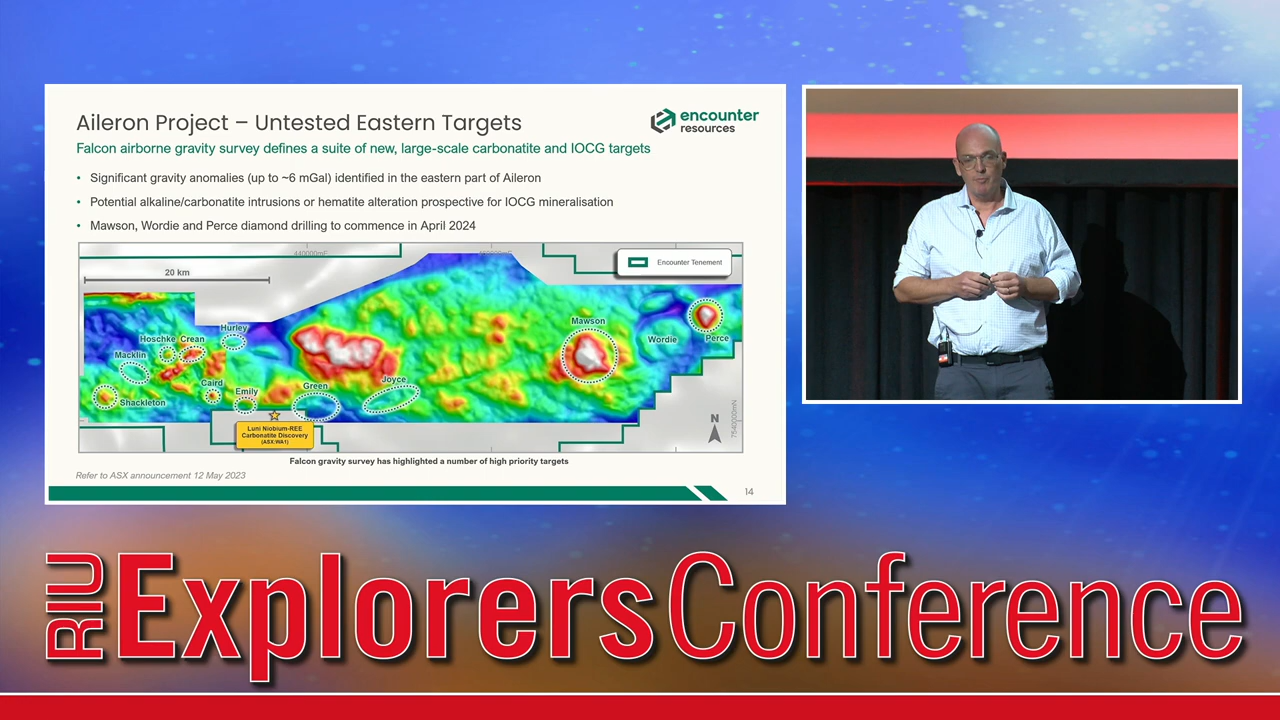 Aileron Project – Untested Eastern Targets
encounter
resources
Falcon airborne gravity survey defines a suite of new, large-scale carbonatite and IOCG targets
• Significant gravity anomalies (up to ~6 mGal) identified in the eastern part of Aileron
• Potential alkaline/carbonatite intrusions or hematite alteration prospective for IOCG mineralisation
• Mawson, Wordie and Perce diamond drilling to commence in April 2024
440000mE
Encounter Tenement
20 km
Mawson
Hurley
Hoschke
Crean
Wordie
Perce
Macklin
Caird
Emily
Green
Joyce
Shackleton
Luni Niobium-REE
Carbonatite Discovery
(ASX:WA1)
N
7540000mN
Falcon gravity survey has highlighted a number of high priority targets
Refer to ASX announcement 12 May 2023
14
RIU ExplorersConference